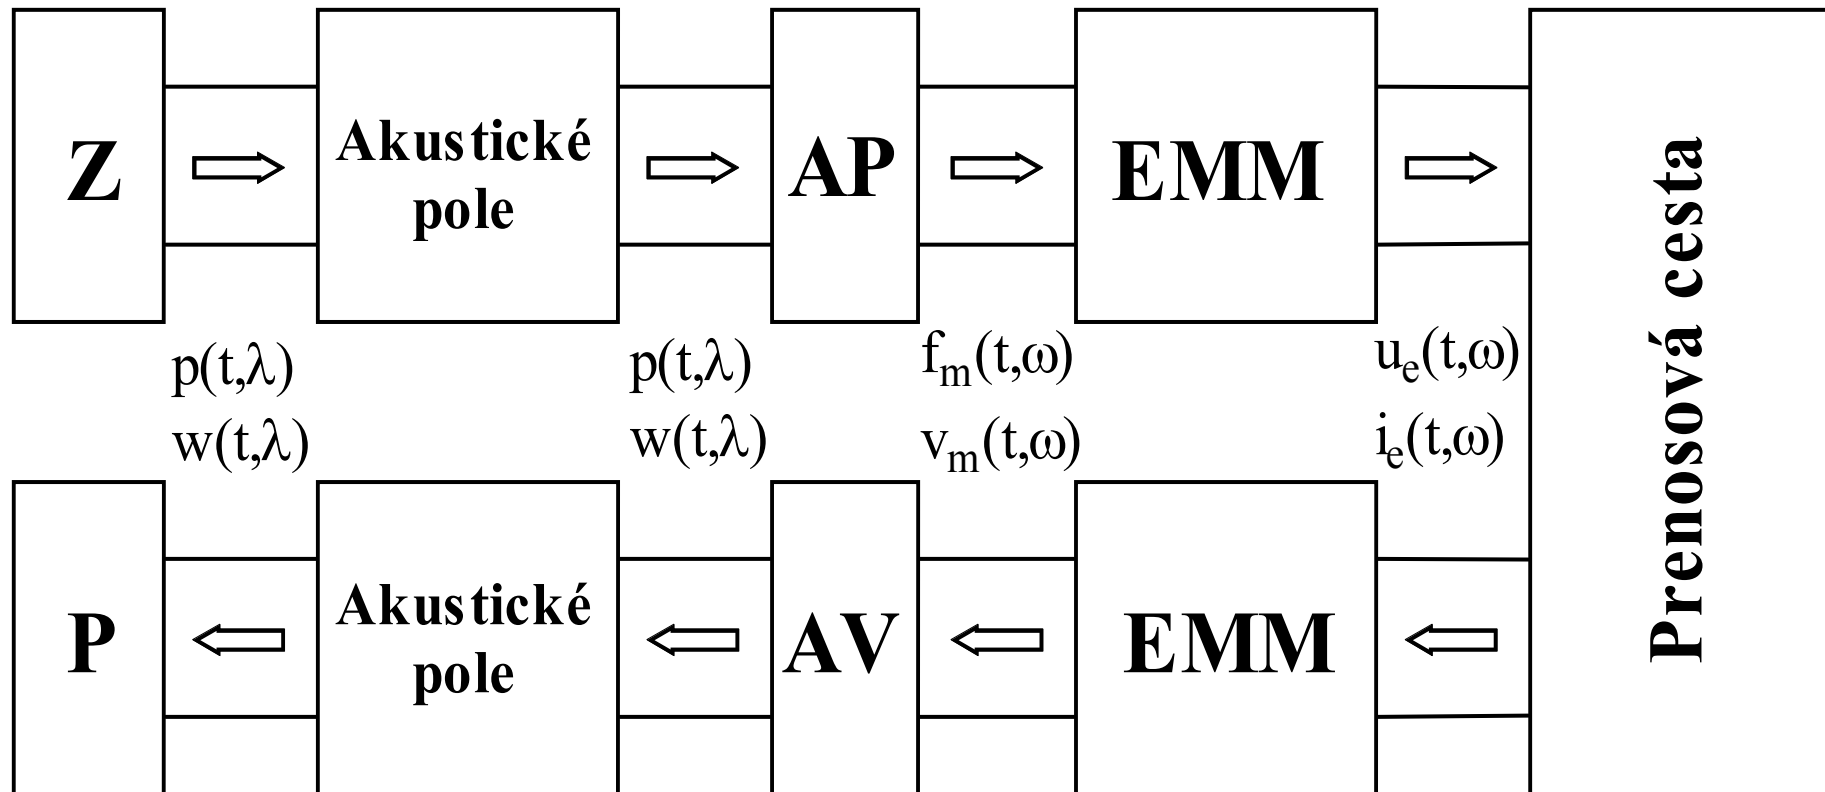 Z
Akustické
pole
AP
EMM
Prenosová cesta
p(t,λ)
w(t,λ)
p(t,λ)
w(t,λ)
fₘ(t,ω)
vₘ(t,ω)
uₑ(t,ω)
iₑ(t,ω)
P
Akustické
pole
AV
EMM